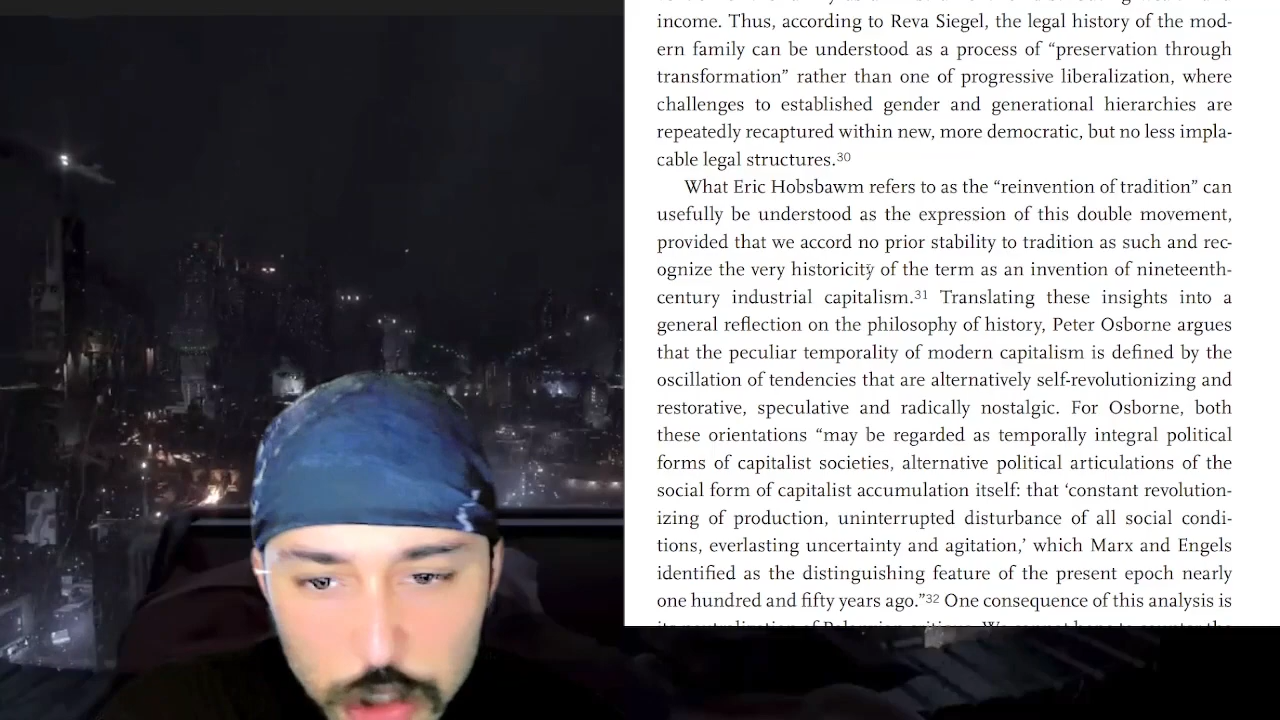 income. Thus, according to Reva Siegel, the legal history of the mod-
ern family can be understood as a process of “preservation through
transformation” rather than one of progressive liberalization, where
challenges to established gender and generational hierarchies are
repeatedly recaptured within new, more democratic, but no less impla-
cable legal structures.30
What Eric Hobsbawm refers to as the “reinvention of tradition” can
usefully be understood as the expression of this double movement,
provided that we accord no prior stability to tradition as such and rec-
ognize the very historicity of the term as an invention of nineteenth-
century industrial capitalism.31 Translating these insights into a
general reflection on the philosophy of history, Peter Osborne argues
that the peculiar temporality of modern capitalism is defined by the
oscillation of tendencies that are alternatively self-revolutionizing and
restorative, speculative and radically nostalgic. For Osborne, both
these orientations “may be regarded as temporally integral political
forms of capitalist societies, alternative political articulations of the
social form of capitalist accumulation itself: that ‘constant revolution-
izing of production, uninterrupted disturbance of all social condi-
tions, everlasting uncertainty and agitation,’ which Marx and Engels
identified as the distinguishing feature of the present epoch nearly
one hundred and fifty years ago.”32 One consequence of this analysis is